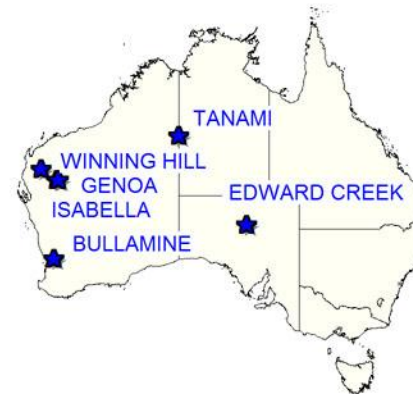 TANAMI
WINNING HILL
GENOA
EDWARD CREEK
ISABELLA
BULLAMINE